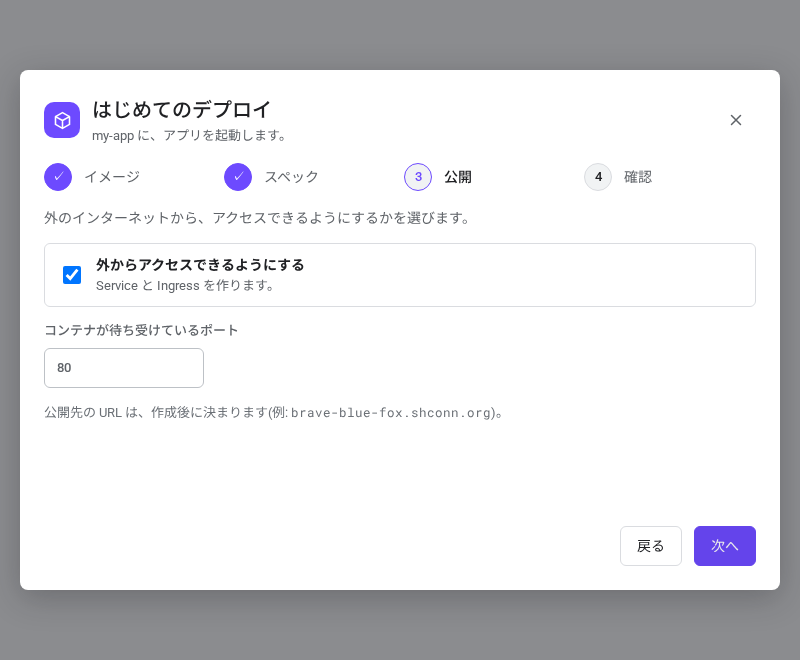 はじめてのデプロイ
my-app に、アプリを起動します。
✓ イメージ
✓ スペック
3 公開
4 確認
外のインターネットから、アクセスできるようにするかを選びます。
外からアクセスできるようにする
Service と Ingress を作ります。
コンテナが待ち受けているポート
80
公開先の URL は、作成後に決まります(例: brave-blue-fox.shconn.org)。
戻る
次へ